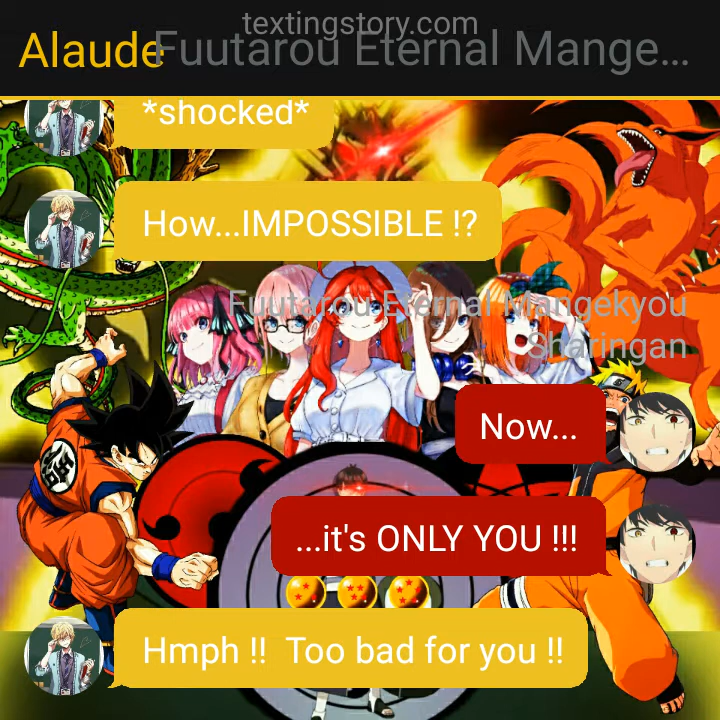 textingstory.com
Alaude
Fuutarou Eternal Mange...
*shocked*
How...IMPOSSIBLE !?
Fuutarou Eternal Mangekyou
Sharingan
Now...
...it's ONLY YOU !!!
Hmph !! Too bad for you !!